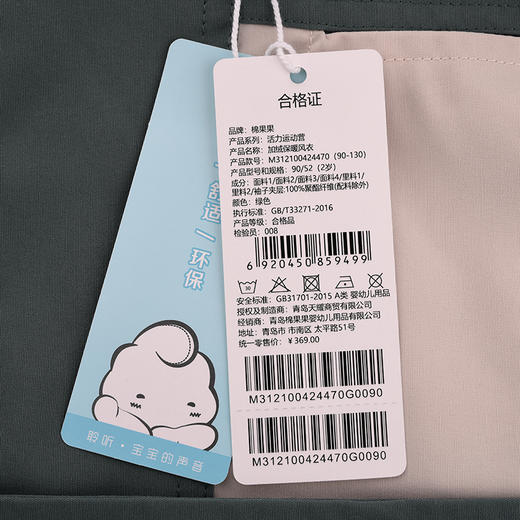 合格证
品牌：棉果果
产品系列：活力运动营
产品名称：加绒保暖风衣
产品款号：M312100424470 (90-130)
产品型号和规格：90/52 (2岁)
成分：面料1/面料2/面料3/面料4/里料1/
里料2/袖子夹层:100%聚酯纤维(配料除外)
颜色：绿色
执行标准：GB/T33271-2016
产品等级：合格品
检验员：008
6 920450 859499
30
安全标准：GB31701-2015 A类 婴幼儿用品
授权及制造商：青岛天耀商贸有限公司
经销商：青岛棉果果婴幼儿用品有限公司
地址：青岛市 市南区 太平路51号
统一零售价：￥369.00
M312100424470G0090
M312100424470G0090
舒适一环保
聆听·宝宝的声音